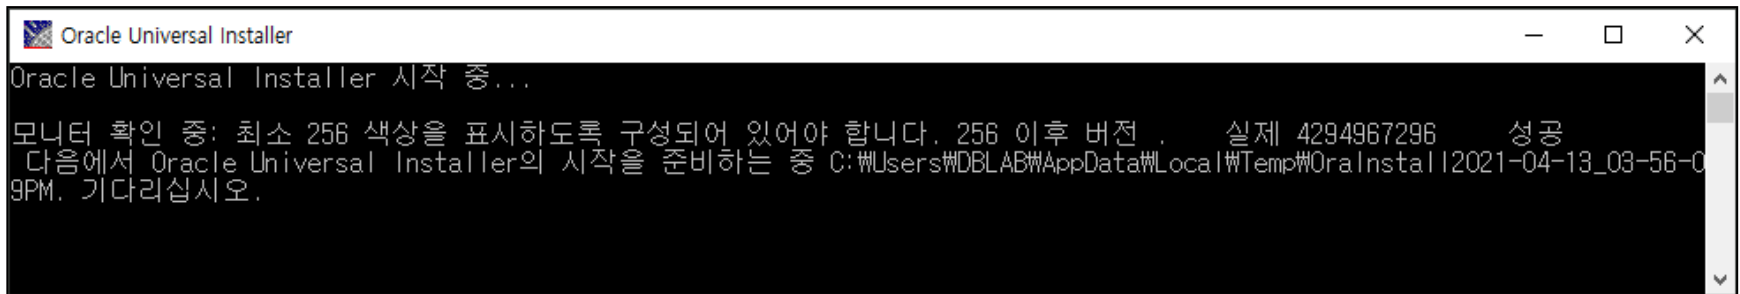 Oracle Universal Installer
Oracle Universal Installer 시작 중...
모니터 확인 중: 최소 256 색상을 표시하도록 구성되어 있어야 합니다. 256 이후 버전 .    실제 4294967296    성공
다음에서 Oracle Universal Installer의 시작을 준비하는 중 C:₩Users₩DBLAB₩AppData₩Local₩Temp₩OraInstall2021-04-13_03-56-0
9PM. 기다리십시오.